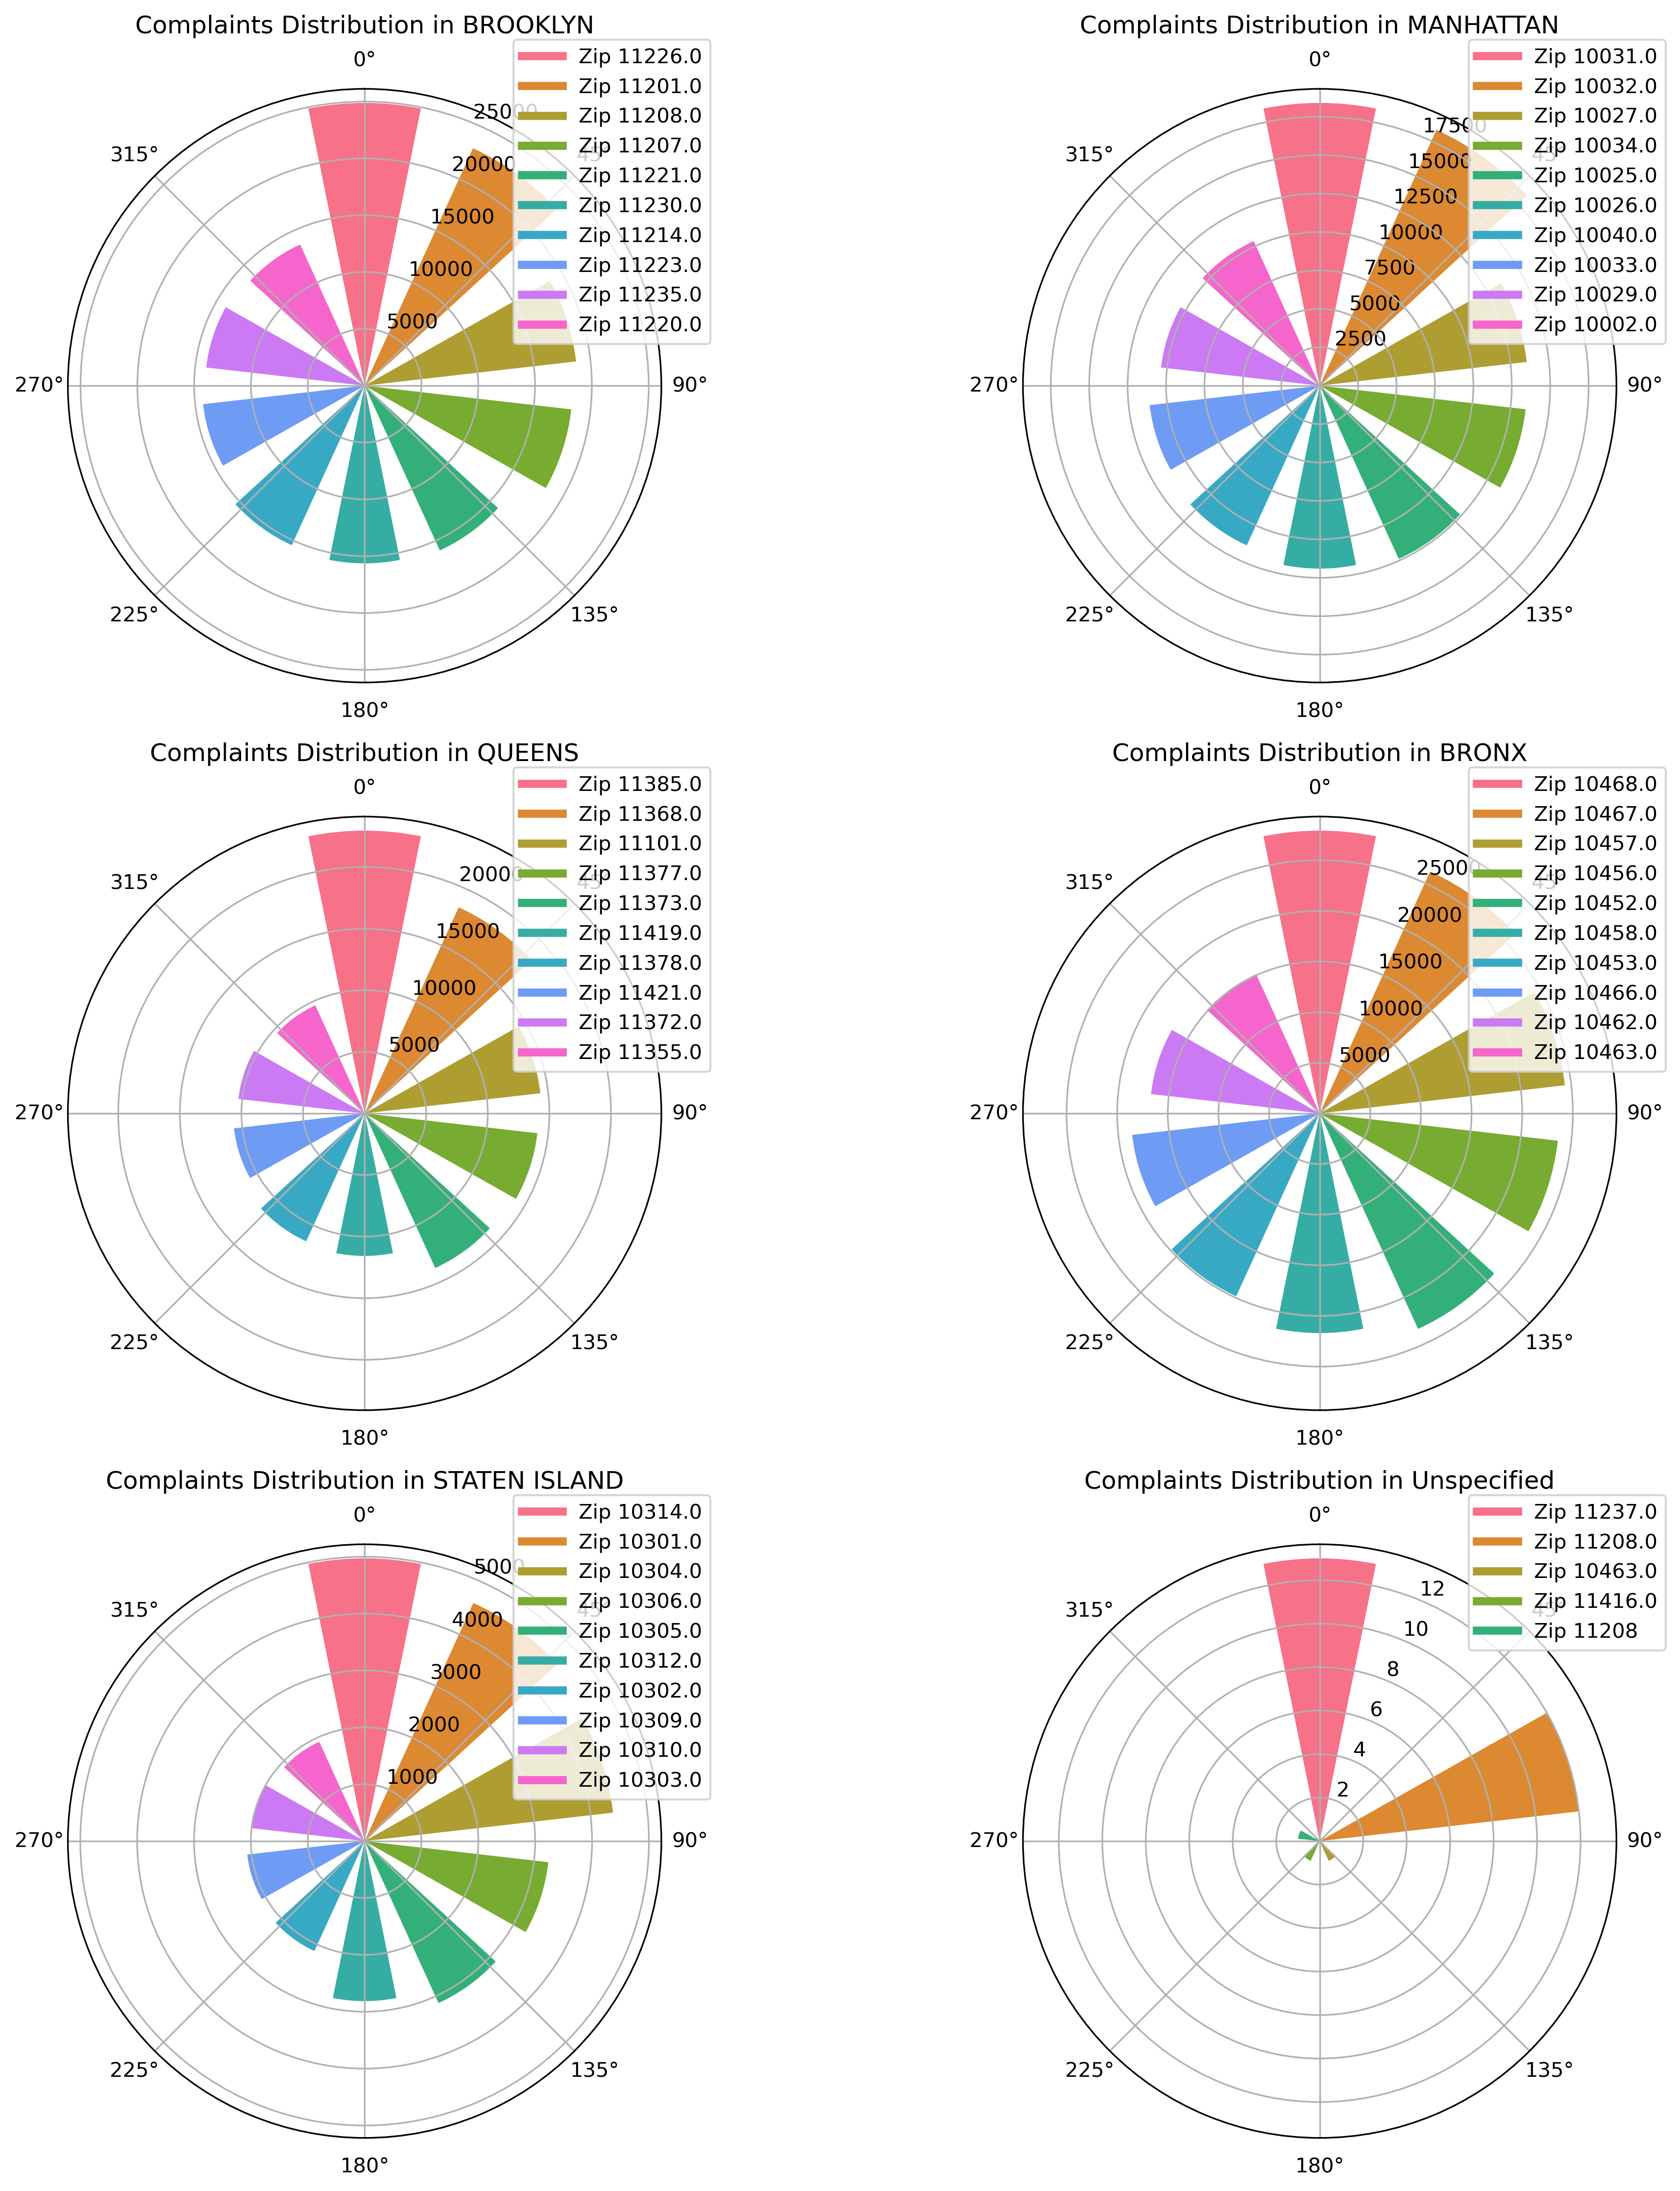 Complaints Distribution in BROOKLYN
0°
45°
90°
135°
180°
225°
270°
315°
5000
10000
15000
20000
25000
Zip 11226.0
Zip 11201.0
Zip 11208.0
Zip 11207.0
Zip 11221.0
Zip 11230.0
Zip 11214.0
Zip 11223.0
Zip 11235.0
Zip 11220.0
Complaints Distribution in MANHATTAN
0°
45°
90°
135°
180°
225°
270°
315°
2500
5000
7500
10000
12500
15000
17500
Zip 10031.0
Zip 10032.0
Zip 10027.0
Zip 10034.0
Zip 10025.0
Zip 10026.0
Zip 10040.0
Zip 10033.0
Zip 10029.0
Zip 10002.0
Complaints Distribution in QUEENS
0°
45°
90°
135°
180°
225°
270°
315°
5000
10000
15000
20000
Zip 11385.0
Zip 11368.0
Zip 11101.0
Zip 11377.0
Zip 11373.0
Zip 11419.0
Zip 11378.0
Zip 11421.0
Zip 11372.0
Zip 11355.0
Complaints Distribution in BRONX
0°
45°
90°
135°
180°
225°
270°
315°
5000
10000
15000
20000
25000
Zip 10468.0
Zip 10467.0
Zip 10457.0
Zip 10456.0
Zip 10452.0
Zip 10458.0
Zip 10453.0
Zip 10466.0
Zip 10462.0
Zip 10463.0
Complaints Distribution in STATEN ISLAND
0°
45°
90°
135°
180°
225°
270°
315°
1000
2000
3000
4000
5000
Zip 10314.0
Zip 10301.0
Zip 10304.0
Zip 10306.0
Zip 10305.0
Zip 10312.0
Zip 10302.0
Zip 10309.0
Zip 10310.0
Zip 10303.0
Complaints Distribution in Unspecified
0°
45°
90°
135°
180°
225°
270°
315°
2
4
6
8
10
12
Zip 11237.0
Zip 11208.0
Zip 10463.0
Zip 11416.0
Zip 11208